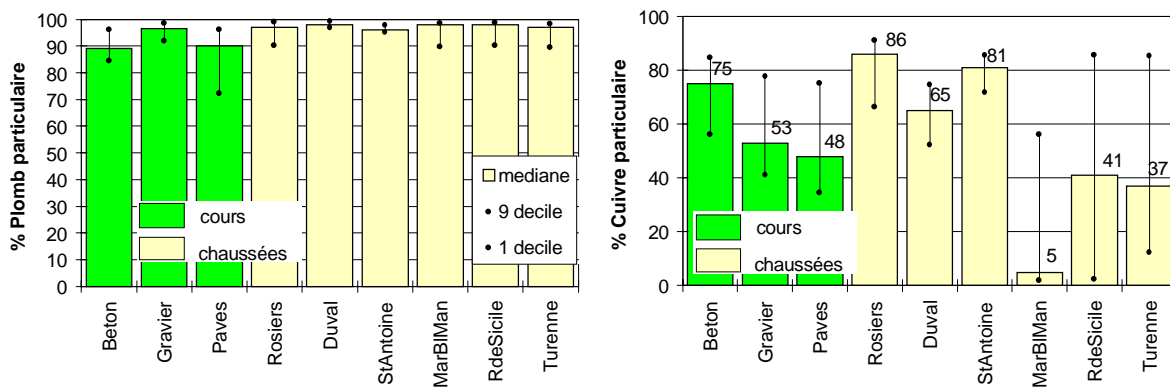 % Plomb particulaire
100
90
80
70
60
50
40
30
20
10
0
cours
chaussées
mediane
9 decile
1 decile
Beton
Gravier
Paves
Rosiers
Duval
StAntoine
MarBlMan
RdeSicile
Turenne
% Cuivre particulaire
100
80
60
40
20
0
75
53
48
86
65
81
5
41
37
cours
chaussées
Beton
Gravier
Paves
Rosiers
Duval
StAntoine
MarBlMan
RdeSicile
Turenne